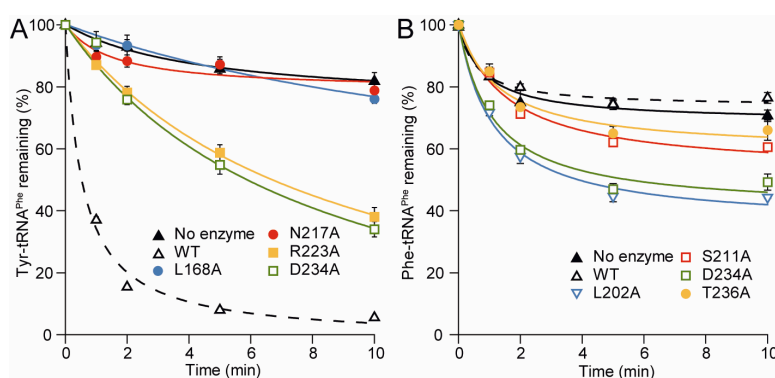 A
Tyr-tRNAPhe remaining (%)
100
80
60
40
20
0
No enzyme
WT
L168A
N217A
R223A
D234A
0 2 4 6 8 10
Time (min)
B
Phe-tRNAPhe remaining (%)
100
80
60
40
20
0
No enzyme
WT
L202A
S211A
D234A
T236A
0 2 4 6 8 10
Time (min)